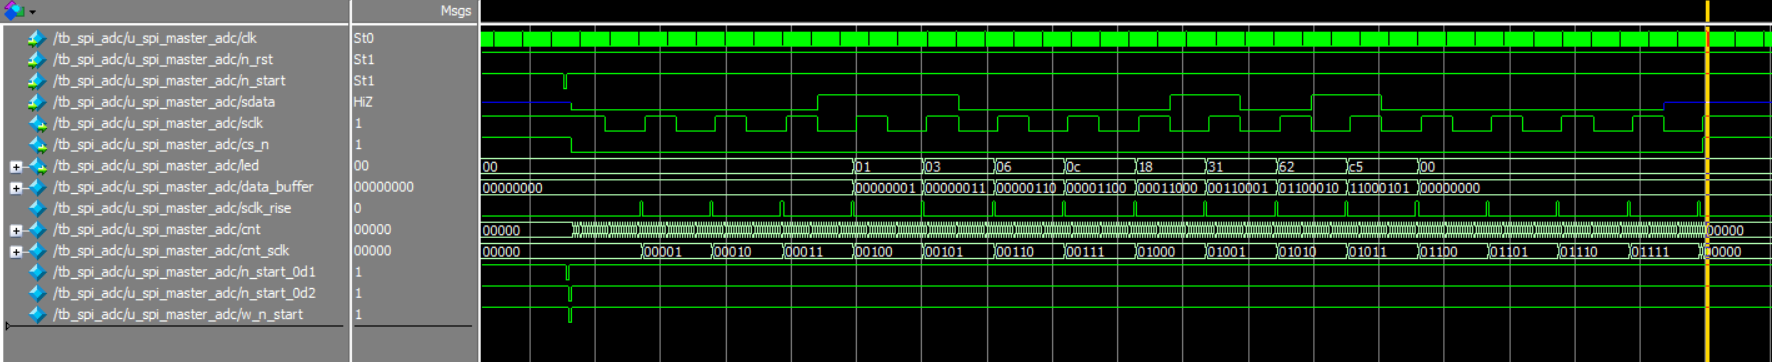 Msgs
/tb_spi_adc/u_spi_master_adc/clk St0
/tb_spi_adc/u_spi_master_adc/n_rst St1
/tb_spi_adc/u_spi_master_adc/n_start St1
/tb_spi_adc/u_spi_master_adc/sdata HiZ
/tb_spi_adc/u_spi_master_adc/sclk 1
/tb_spi_adc/u_spi_master_adc/cs_n 1
/tb_spi_adc/u_spi_master_adc/led 00 00 01 03 06 0c 18 31 62 c5 00
/tb_spi_adc/u_spi_master_adc/data_buffer 00000000 00000000 00000001 00000011 00000110 00001100 00011000 00110001 01100010 11000101 00000000
/tb_spi_adc/u_spi_master_adc/sclk_rise 0
/tb_spi_adc/u_spi_master_adc/cnt 00000 00000 00000
/tb_spi_adc/u_spi_master_adc/cnt_sclk 00000 00000 00001 00010 00011 00100 00101 00110 00111 01000 01001 01010 01011 01100 01101 01110 01111 00000
/tb_spi_adc/u_spi_master_adc/n_start_0d1 1
/tb_spi_adc/u_spi_master_adc/n_start_0d2 1
/tb_spi_adc/u_spi_master_adc/w_n_start 1